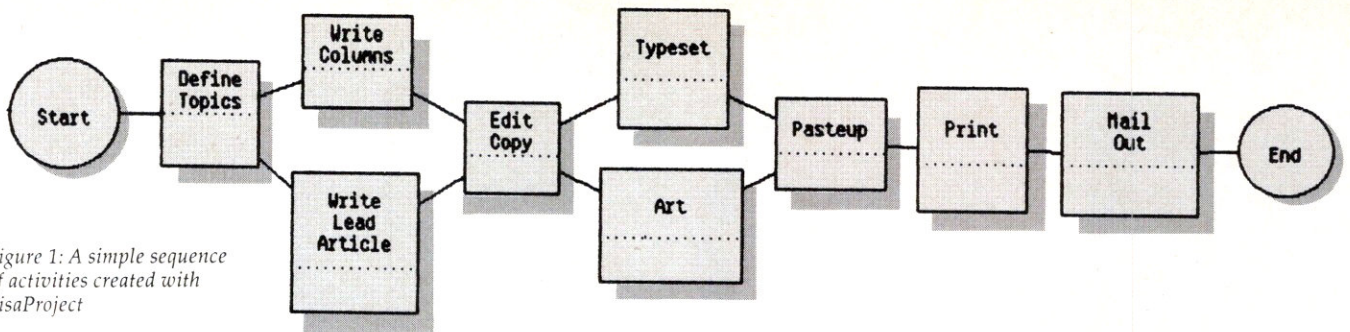 Start
Define
Topics
Write
Columns
Write
Lead
Article
Edit
Copy
Typeset
Art
Pasteup
Print
Mail
Out
End
igure 1: A simple sequence
f activities created with
isaProject